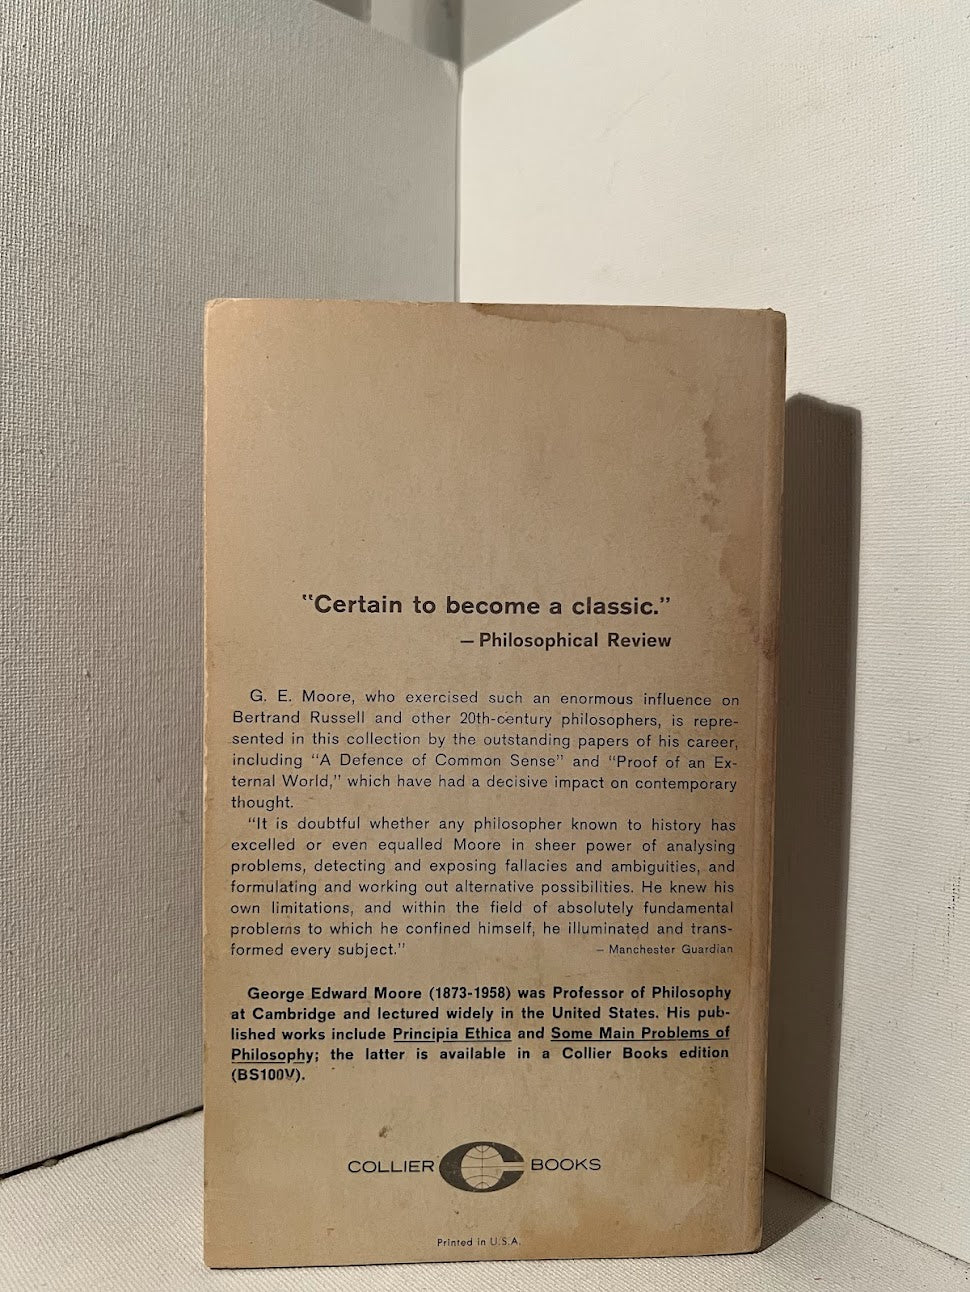 "Certain to become a classic."
— Philosophical Review
G. E. Moore, who exercised such an enormous influence on
Bertrand Russell and other 20th-century philosophers, is repre-
sented in this collection by the outstanding papers of his career,
including "A Defence of Common Sense" and "Proof of an Ex-
ternal World," which have had a decisive impact on contemporary
thought.
"It is doubtful whether any philosopher known to history has
excelled or even equalled Moore in sheer power of analysing
problems, detecting and exposing fallacies and ambiguities, and
formulating and working out alternative possibilities. He knew his
own limitations, and within the field of absolutely fundamental
problems to which he confined himself, he illuminated and trans-
formed every subject." — Manchester Guardian
George Edward Moore (1873-1958) was Professor of Philosophy
at Cambridge and lectured widely in the United States. His pub-
lished works include Principia Ethica and Some Main Problems of
Philosophy; the latter is available in a Collier Books edition
(BS100V).
COLLIER BOOKS
Printed in U.S.A.